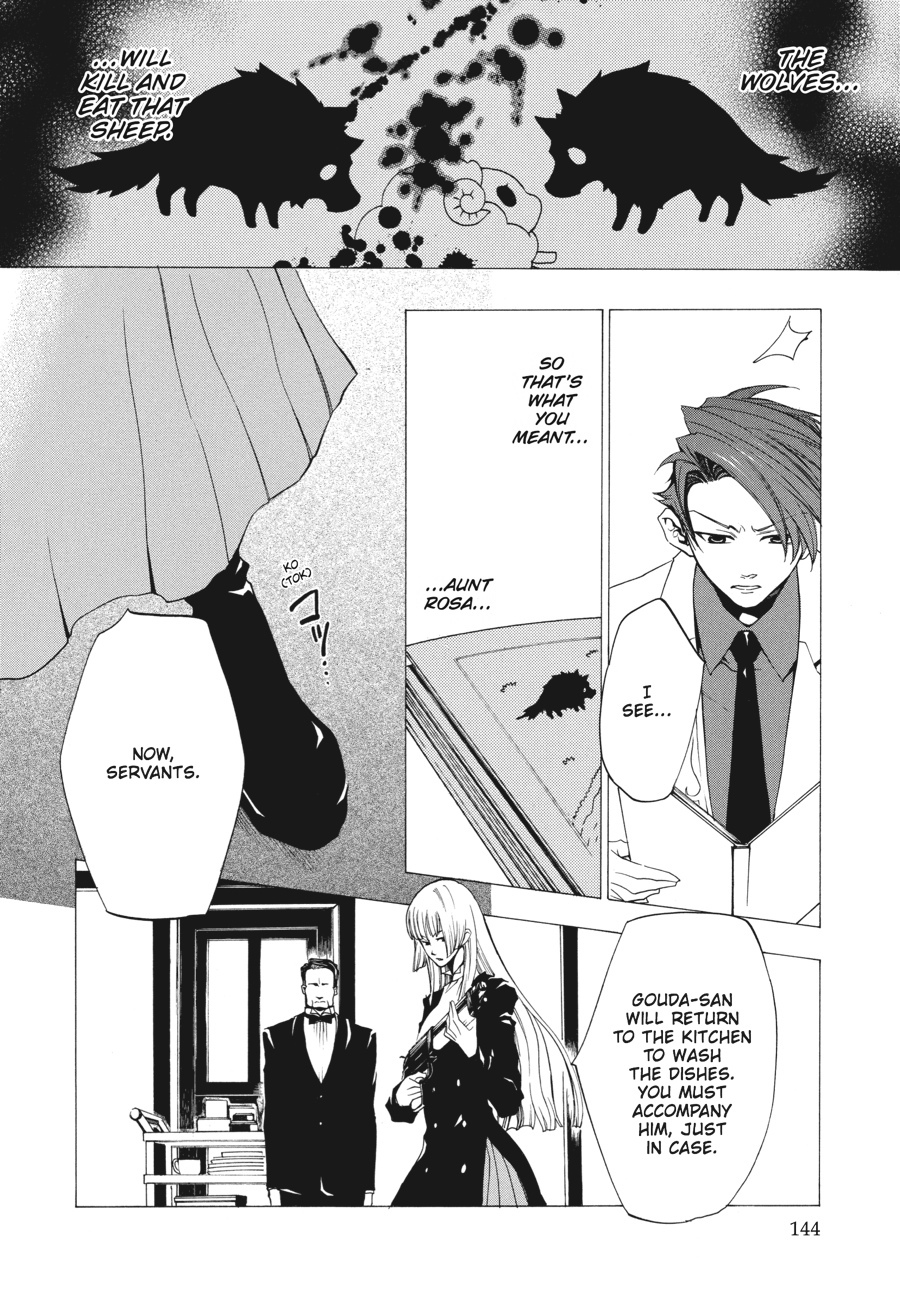 THE
WOLVES...
...WILL
KILL AND
EAT THAT
SHEEP.
I
SEE...
SO
THAT'S
WHAT
YOU
MEANT...
...AUNT
ROSA...
コッ...
KO
(TOK)
NOW,
SERVANTS.
GOUDA-SAN
WILL RETURN
TO THE KITCHEN
TO WASH
THE DISHES.
YOU MUST
ACCOMPANY
HIM, JUST
IN CASE.
144